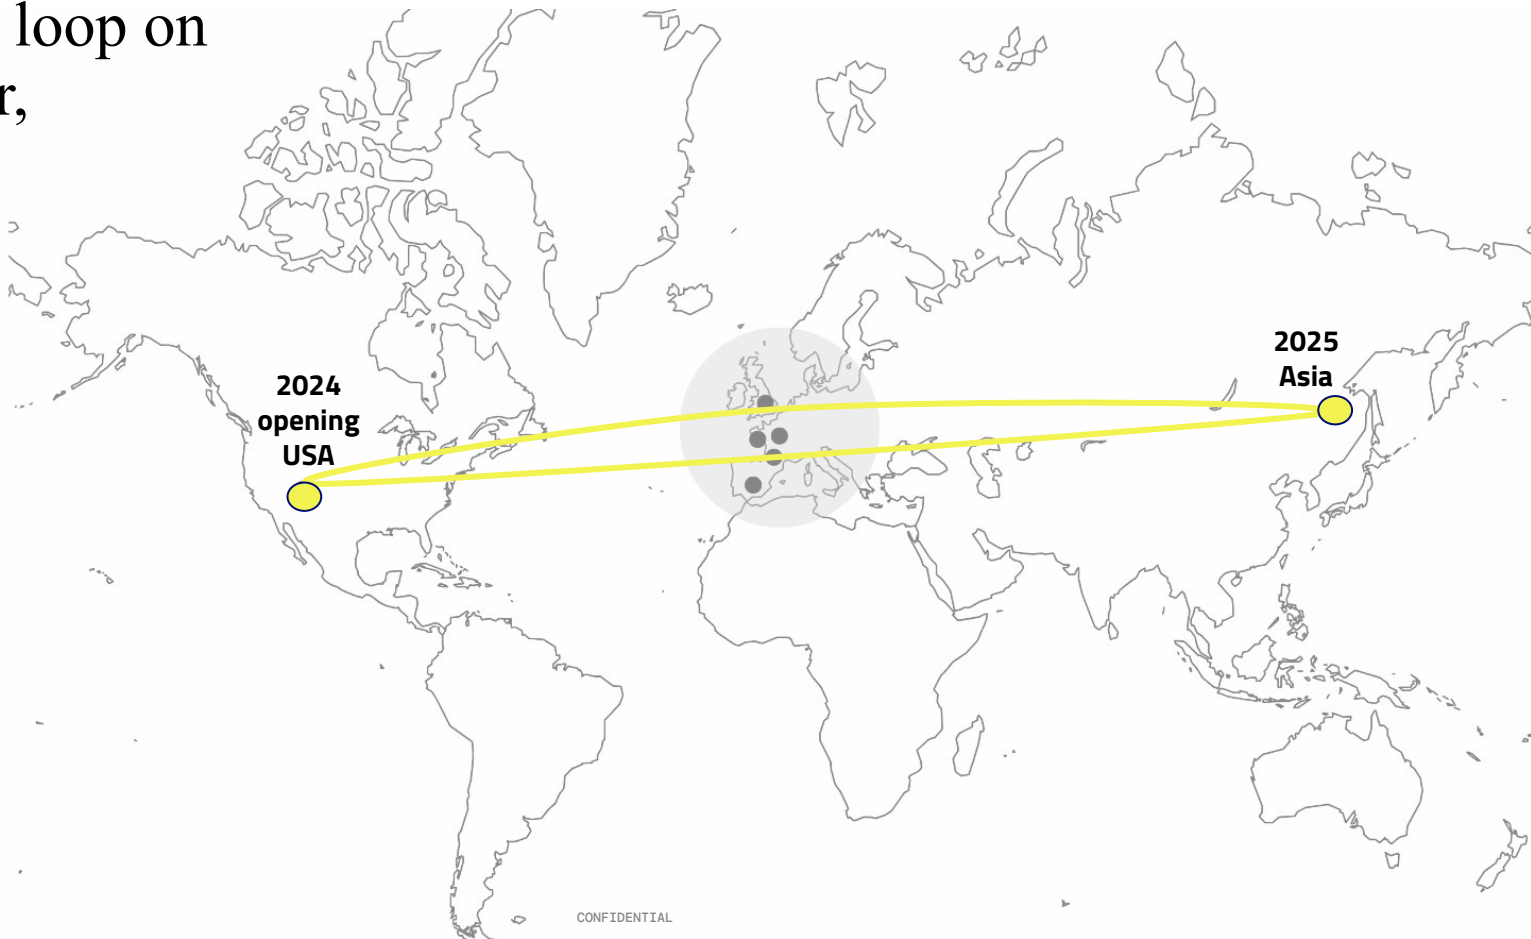 loop on
r,
2025
Asia
2024
opening
USA
CONFIDENTIAL